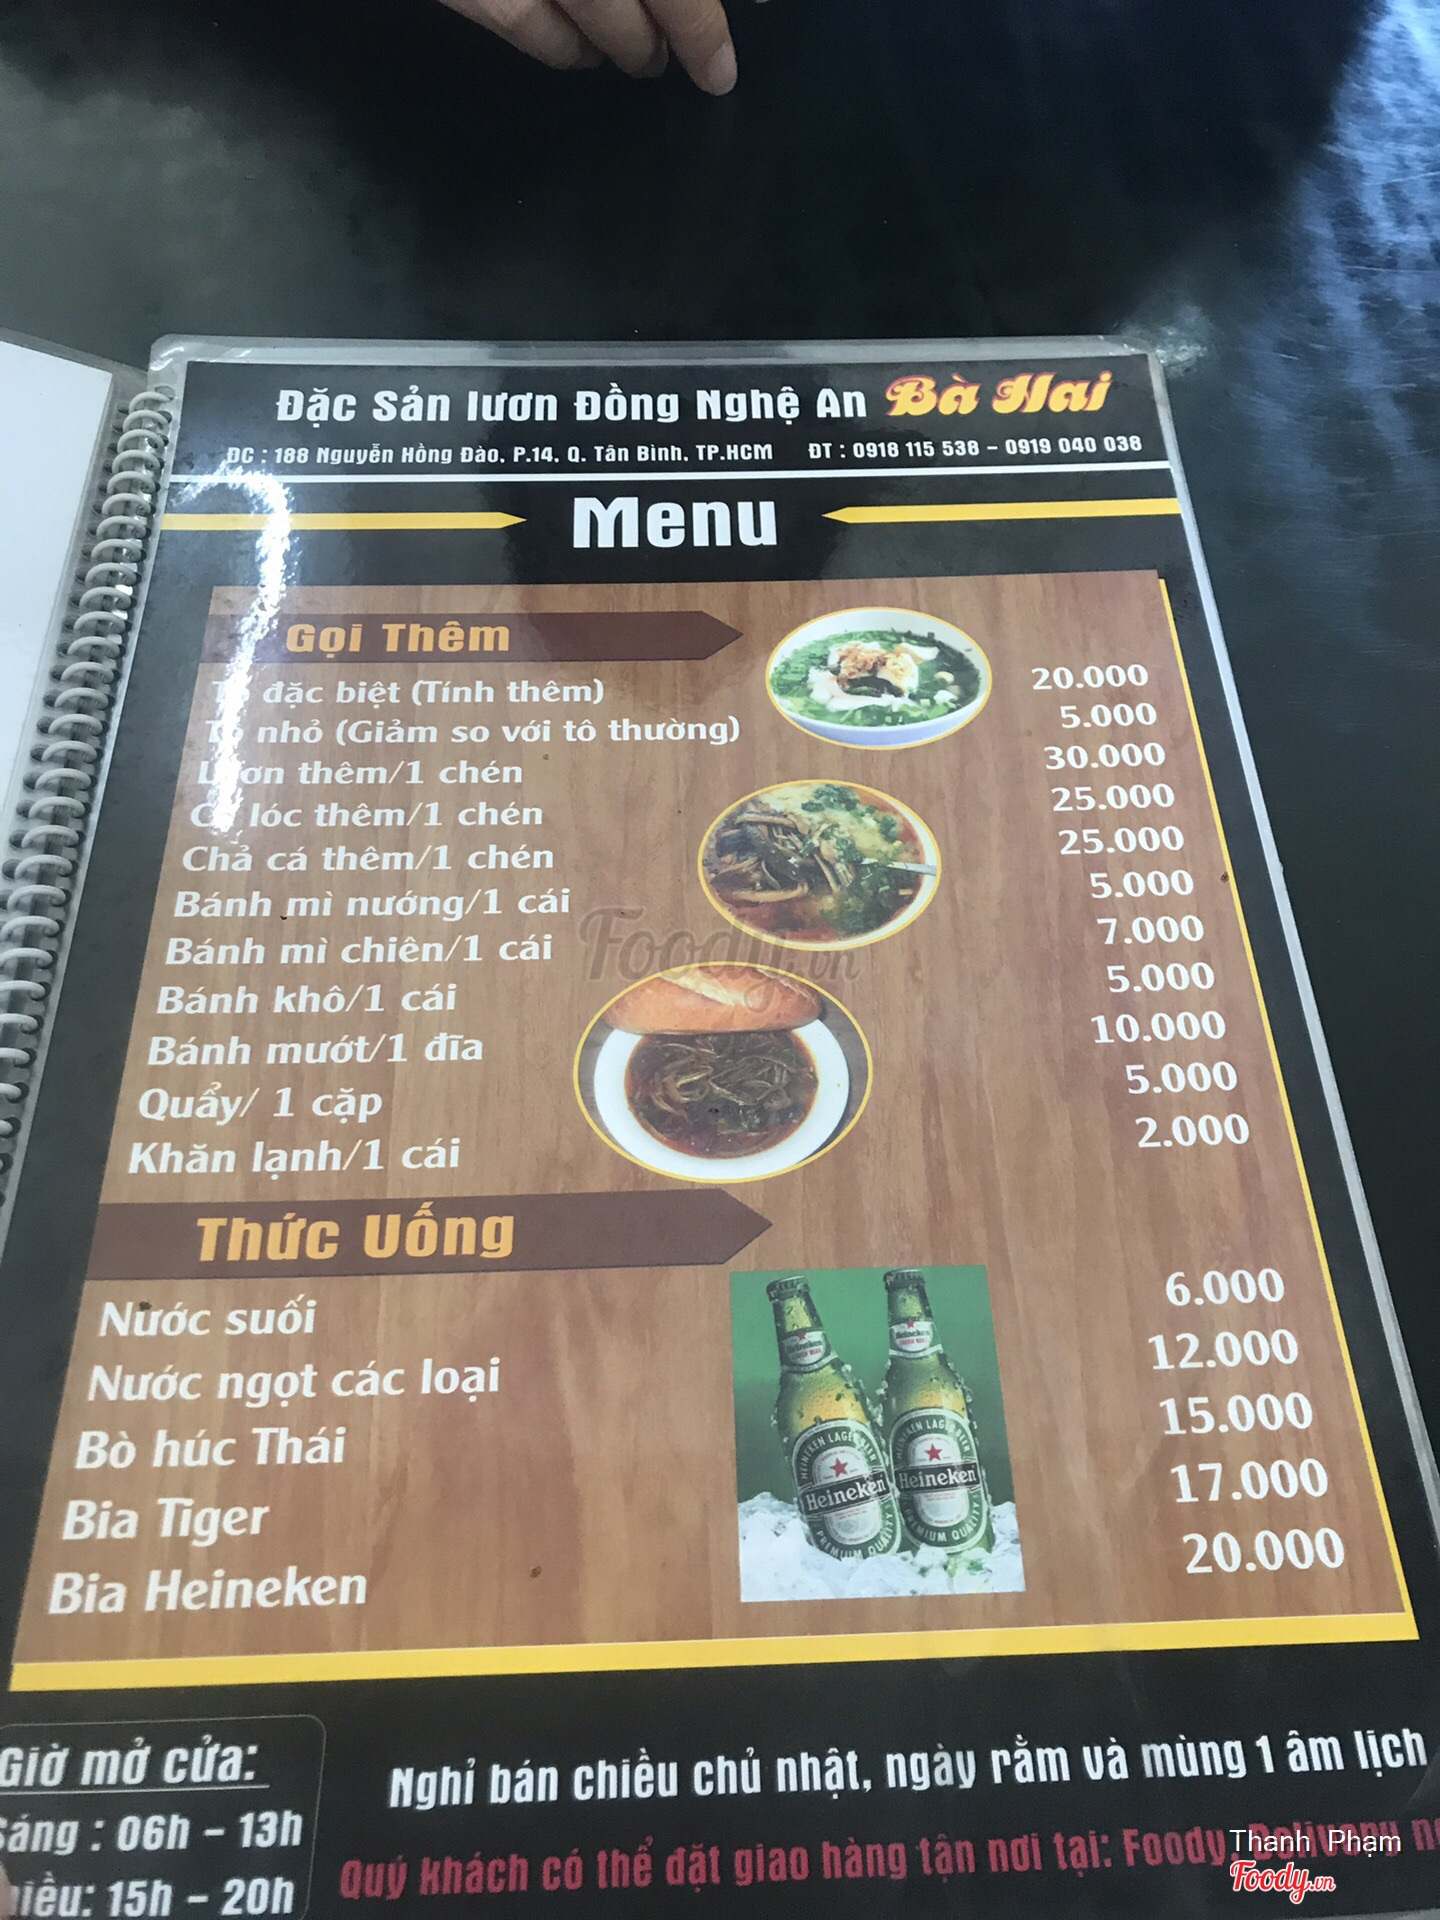 Đặc Sản lươn Đồng Nghệ An Bà Hai
ĐC : 188 Nguyễn Hồng Đào, P.14, Q. Tân Bình, TP.HCM ĐT : 0918 115 538 - 0919 040 038
Menu
Gọi Thêm
Tô đặc biệt (Tính thêm) 20.000
Tô nhỏ (Giảm so với tô thường) 5.000
Lươn thêm/1 chén 30.000
Cá lóc thêm/1 chén 25.000
Chả cá thêm/1 chén 25.000
Bánh mì nướng/1 cái 5.000
Bánh mì chiên/1 cái 7.000
Bánh khô/1 cái 5.000
Bánh mướt/1 đĩa 10.000
Quẩy/ 1 cặp 5.000
Khăn lạnh/1 cái 2.000
Foody.vn
Thức Uống
Nước suối 6.000
Nước ngọt các loại 12.000
Bò húc Thái 15.000
Bia Tiger 17.000
Bia Heineken 20.000
Heineken Heineken
Giờ mở cửa:
Sáng : 06h - 13h
Chiều: 15h - 20h
Nghỉ bán chiều chủ nhật, ngày rằm và mùng 1 âm lịch
Quý khách có thể đặt giao hàng tận nơi tại: Foody, Delivery
Thanh Phạm
Foody.vn